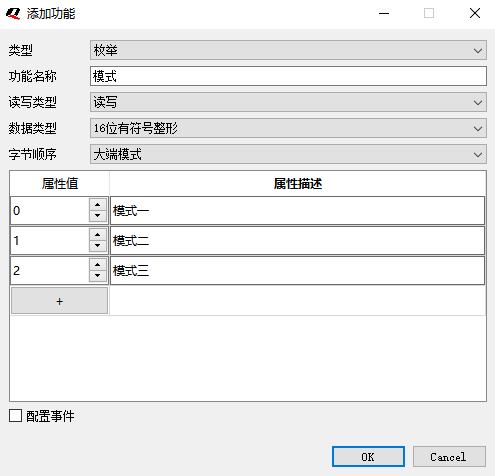 添加功能
类型 枚举
功能名称 模式
读写类型 读写
数据类型 16位有符号整形
字节顺序 大端模式
属性值 属性描述
0 模式一
1 模式二
2 模式三
+
配置事件
OK Cancel